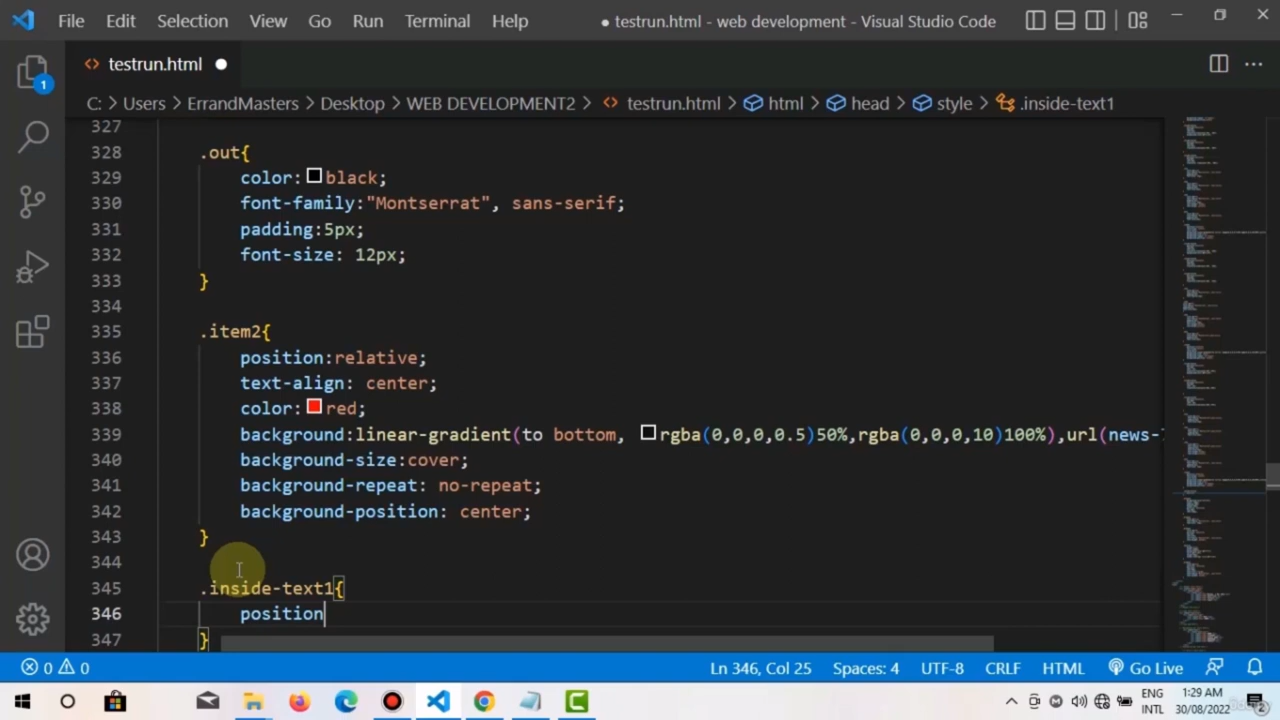 File Edit Selection View Go Run Terminal Help ● testrun.html - web development - Visual Studio Code
testrun.html
C: > Users > ErrandMasters > Desktop > WEB DEVELOPMENT2 > testrun.html > html > head > style > .inside-text1
1
327
328 .out{
329 color:black;
330 font-family:"Montserrat", sans-serif;
331 padding:5px;
332 font-size: 12px;
333 }
334
335 .item2{
336 position:relative;
337 text-align: center;
338 color:red;
339 background:linear-gradient(to bottom, rgba(0,0,0,0.5)50%,rgba(0,0,0,10)100%),url(news-
340 background-size:cover;
341 background-repeat: no-repeat;
342 background-position: center;
343 }
344
345 .inside-text1{
346 position
347 }
0 0 Ln 346, Col 25 Spaces: 4 UTF-8 CRLF HTML Go Live
ENG 1:29 AM
INTL 30/08/2022 2